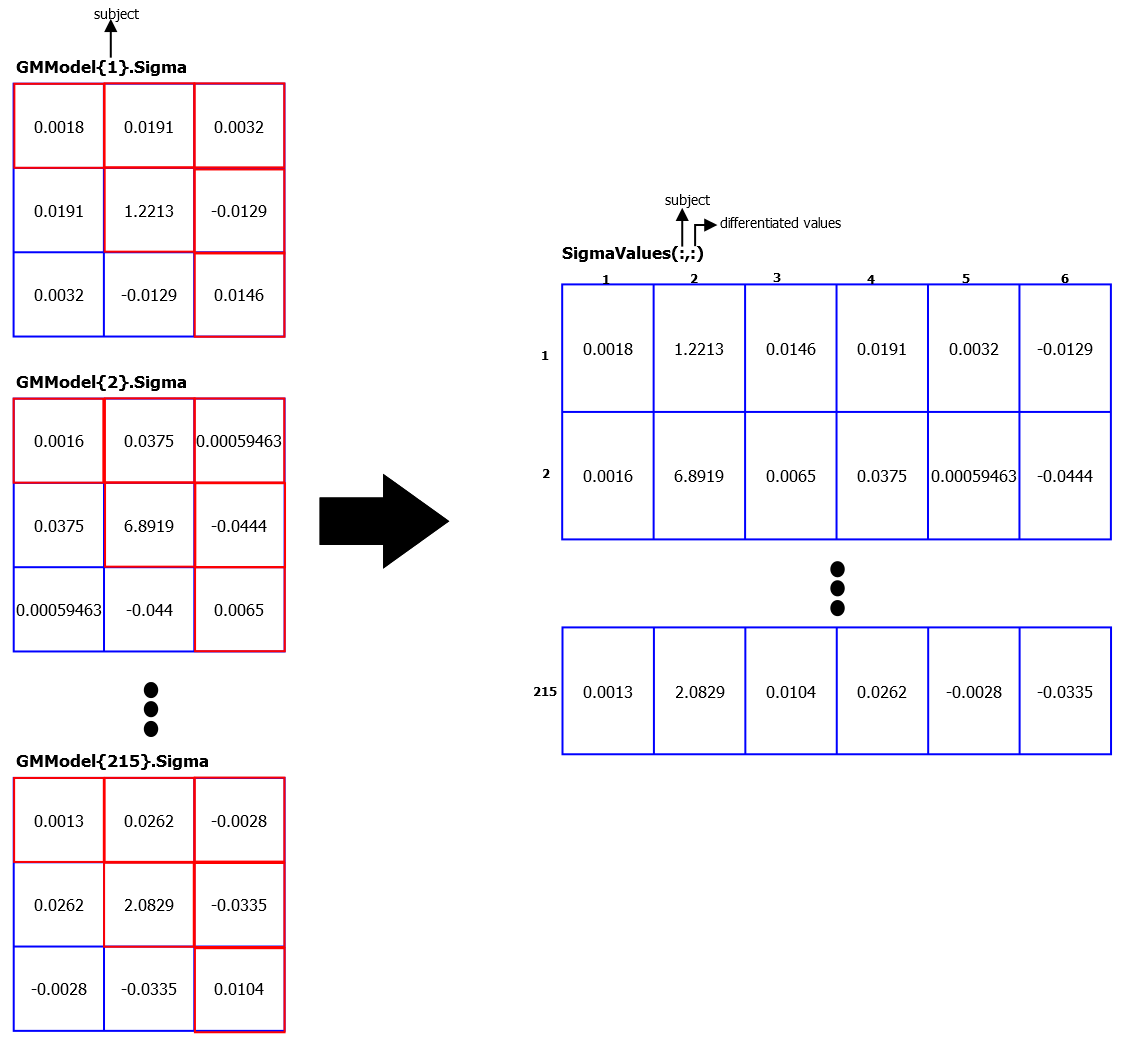 subject
GMModel{1}.Sigma
0.0018 0.0191 0.0032
0.0191 1.2213 -0.0129
0.0032 -0.0129 0.0146
GMModel{2}.Sigma
0.0016 0.0375 0.00059463
0.0375 6.8919 -0.0444
0.00059463 -0.044 0.0065
GMModel{215}.Sigma
0.0013 0.0262 -0.0028
0.0262 2.0829 -0.0335
-0.0028 -0.0335 0.0104
subject
differentiated values
SigmaValues(:,:)
1 2 3 4 5 6
1 0.0018 1.2213 0.0146 0.0191 0.0032 -0.0129
2 0.0016 6.8919 0.0065 0.0375 0.00059463 -0.0444
215 0.0013 2.0829 0.0104 0.0262 -0.0028 -0.0335